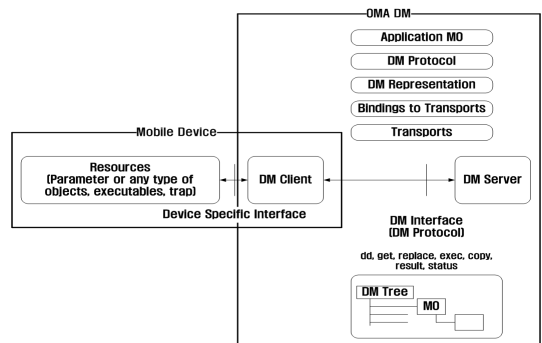 OMA DM
Application MO
DM Protocol
DM Representation
Bindings to Transports
Transports
Mobile Device
Resources
(Parameter or any type of
objects, executables, trap)
DM Client
DM Server
Device Specific Interface
DM Interface
(DM Protocol)
dd, get, replace, exec, copy,
result, status
DM Tree
MO